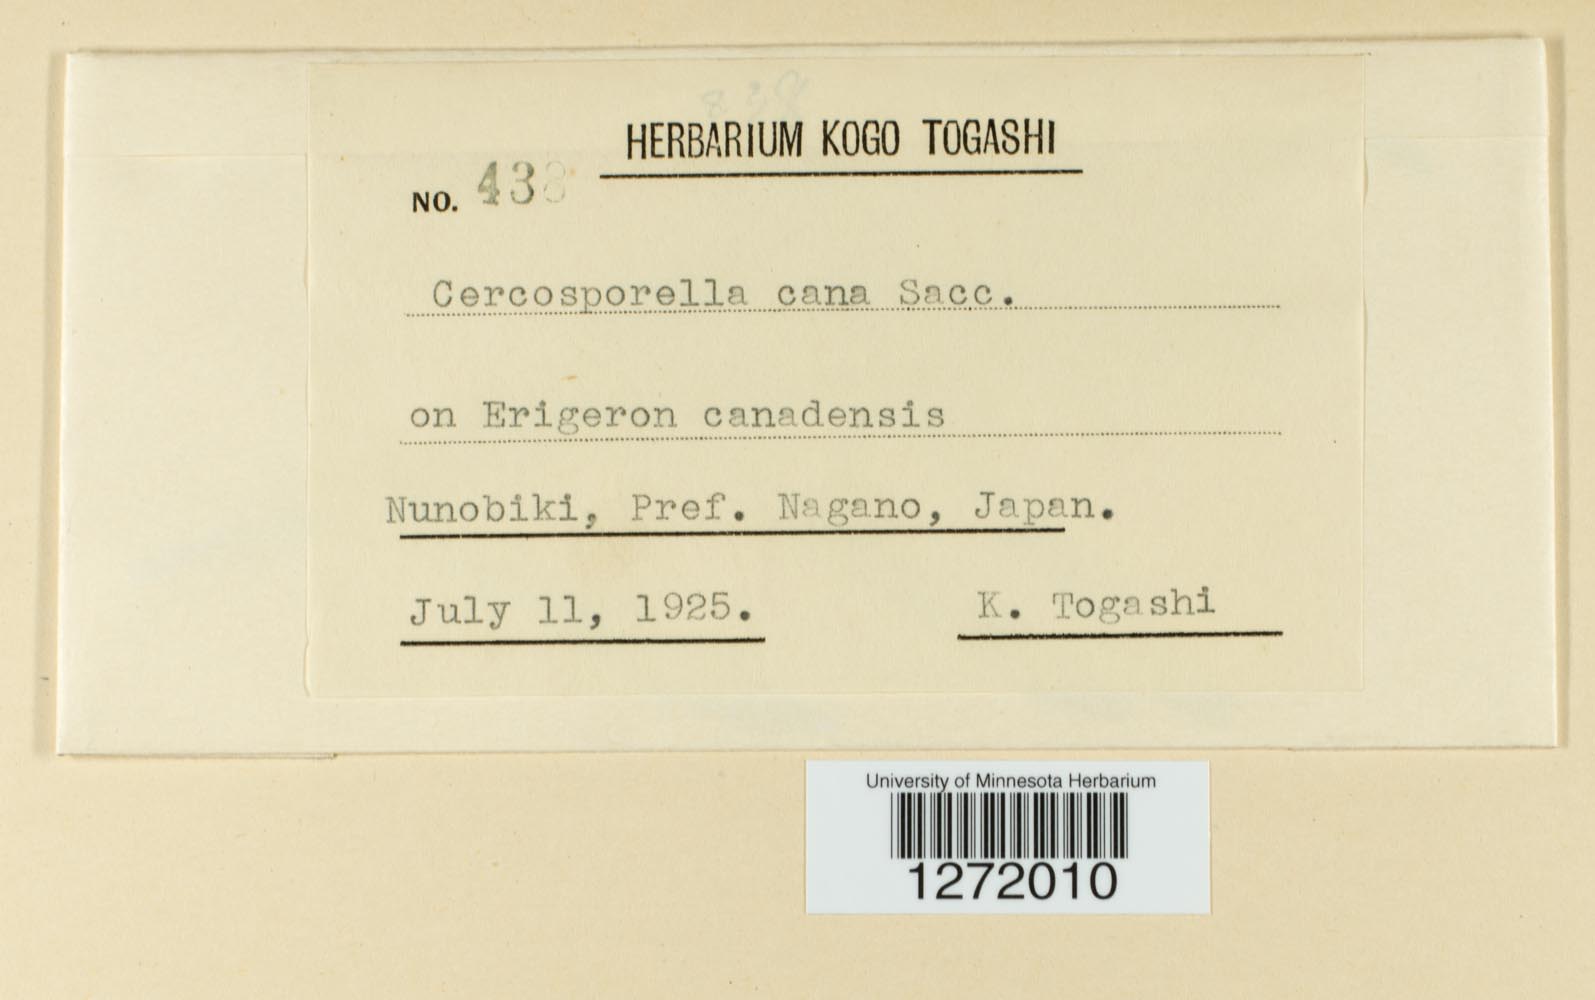 HERBARIUM KOGO TOGASHI
NO. 438
Cercosporella cana Sacc.
on Erigeron canadensis
Nunobiki, Pref. Nagano, Japan.
July 11, 1925. K. Togashi
University of Minnesota Herbarium
1272010